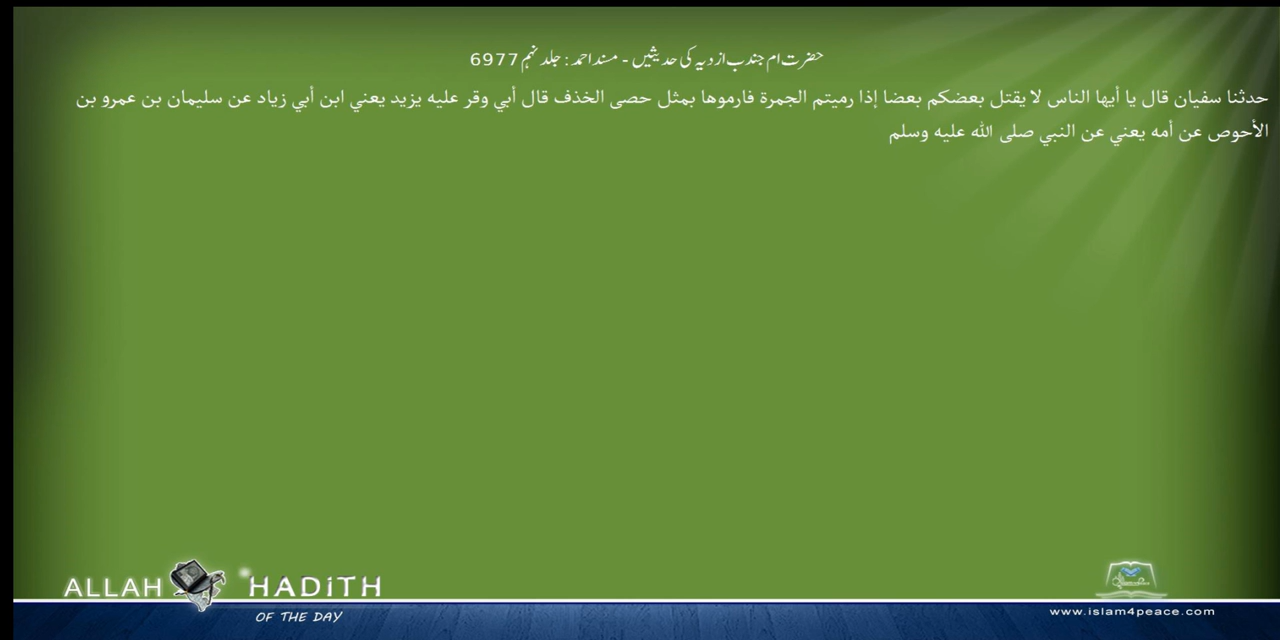 حضرت ام جندب ازدیہ کی حدیثیں - مسند احمد : جلد نہم 6977
حدثنا سفيان قال يا أيها الناس لا يقتل بعضكم بعضا إذا رميتم الجمرة فارموها بمثل حصى الخذف قال أبي وقر عليه يزيد يعني ابن أبي زياد عن سليمان بن عمرو بن
الأحوص عن أمه يعني عن النبي صلى الله عليه وسلم
ALLAH HADITH
OF THE DAY
www.islam4peace.com